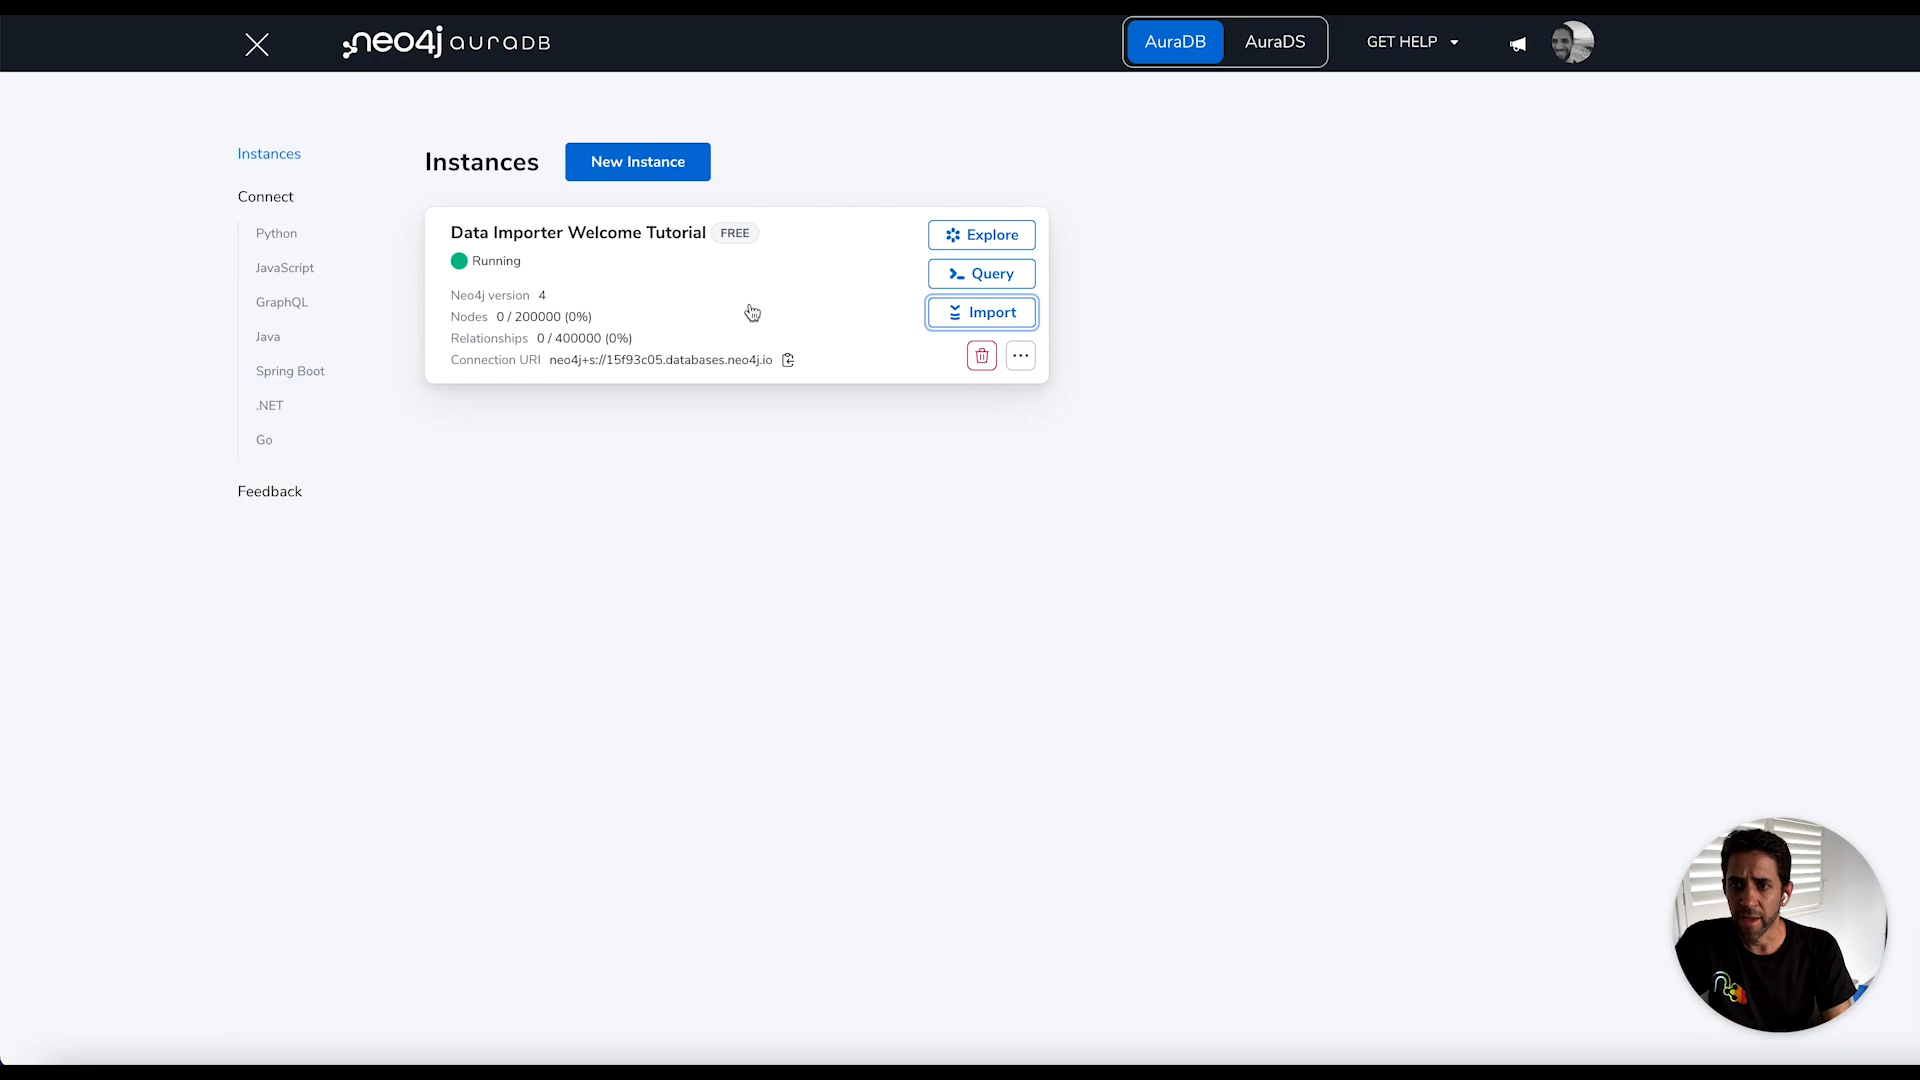 neo4j auraDB
AuraDB
AuraDS
GET HELP
Instances
Connect
Python
JavaScript
GraphQL
Java
Spring Boot
.NET
Go
Feedback
Instances
New Instance
Data Importer Welcome Tutorial FREE
Running
Neo4j version 4
Nodes 0 / 200000 (0%)
Relationships 0 / 400000 (0%)
Connection URI neo4j+s://15f93c05.databases.neo4j.io
Explore
Query
Import